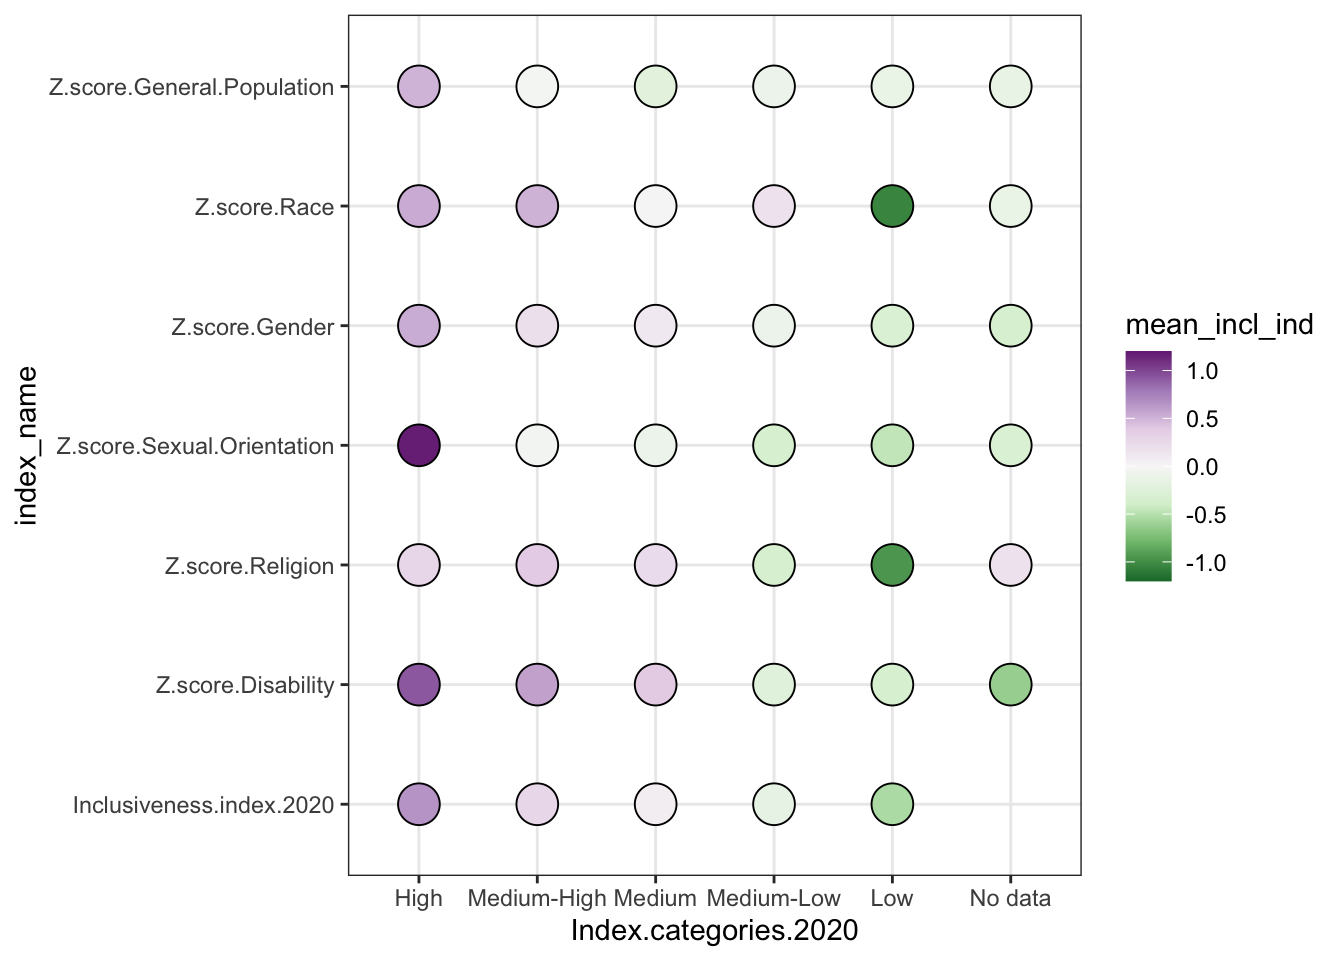 Z.score.General.Population
Z.score.Race
Z.score.Gender
Z.score.Sexual.Orientation
Z.score.Religion
Z.score.Disability
Inclusiveness.index.2020
index_name
High Medium-High Medium Medium-Low Low No data
Index.categories.2020
mean_incl_ind
1.0
0.5
0.0
-0.5
-1.0